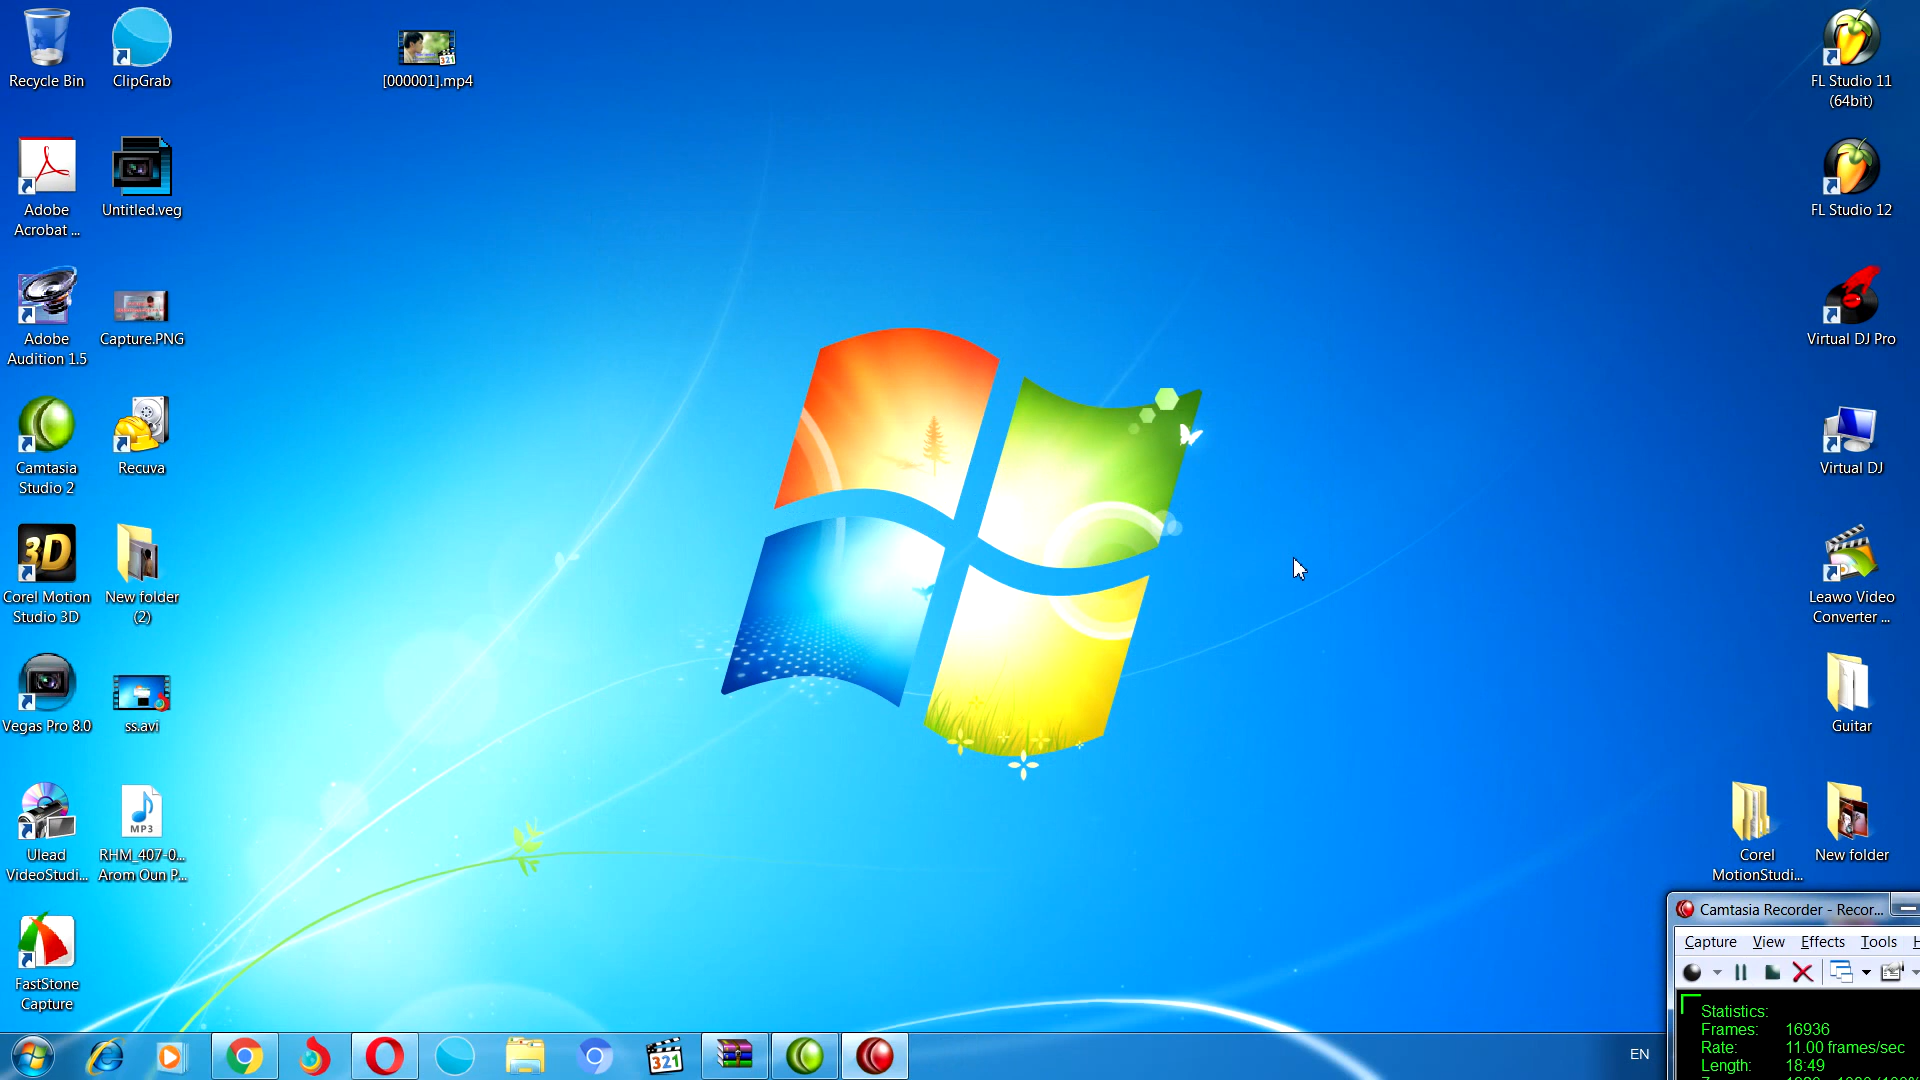 Recycle Bin
ClipGrab
[000001].mp4
FL Studio 11
(64bit)
Adobe
Acrobat ...
Untitled.veg
FL Studio 12
Adobe
Audition 1.5
Capture.PNG
Virtual DJ Pro
Camtasia
Studio 2
Recuva
Virtual DJ
3D
Corel Motion
Studio 3D
New folder
(2)
Leawo Video
Converter ...
Vegas Pro 8.0
ss.avi
Guitar
Ulead
VideoStudi...
MP3
RHM_407-0...
Arom Oun P...
Corel
MotionStudi...
New folder
FastStone
Capture
Camtasia Recorder - Recor...
Capture View Effects Tools H
Statistics:
Frames: 16936
Rate: 11.00 frames/sec
Length: 18:49
321
EN